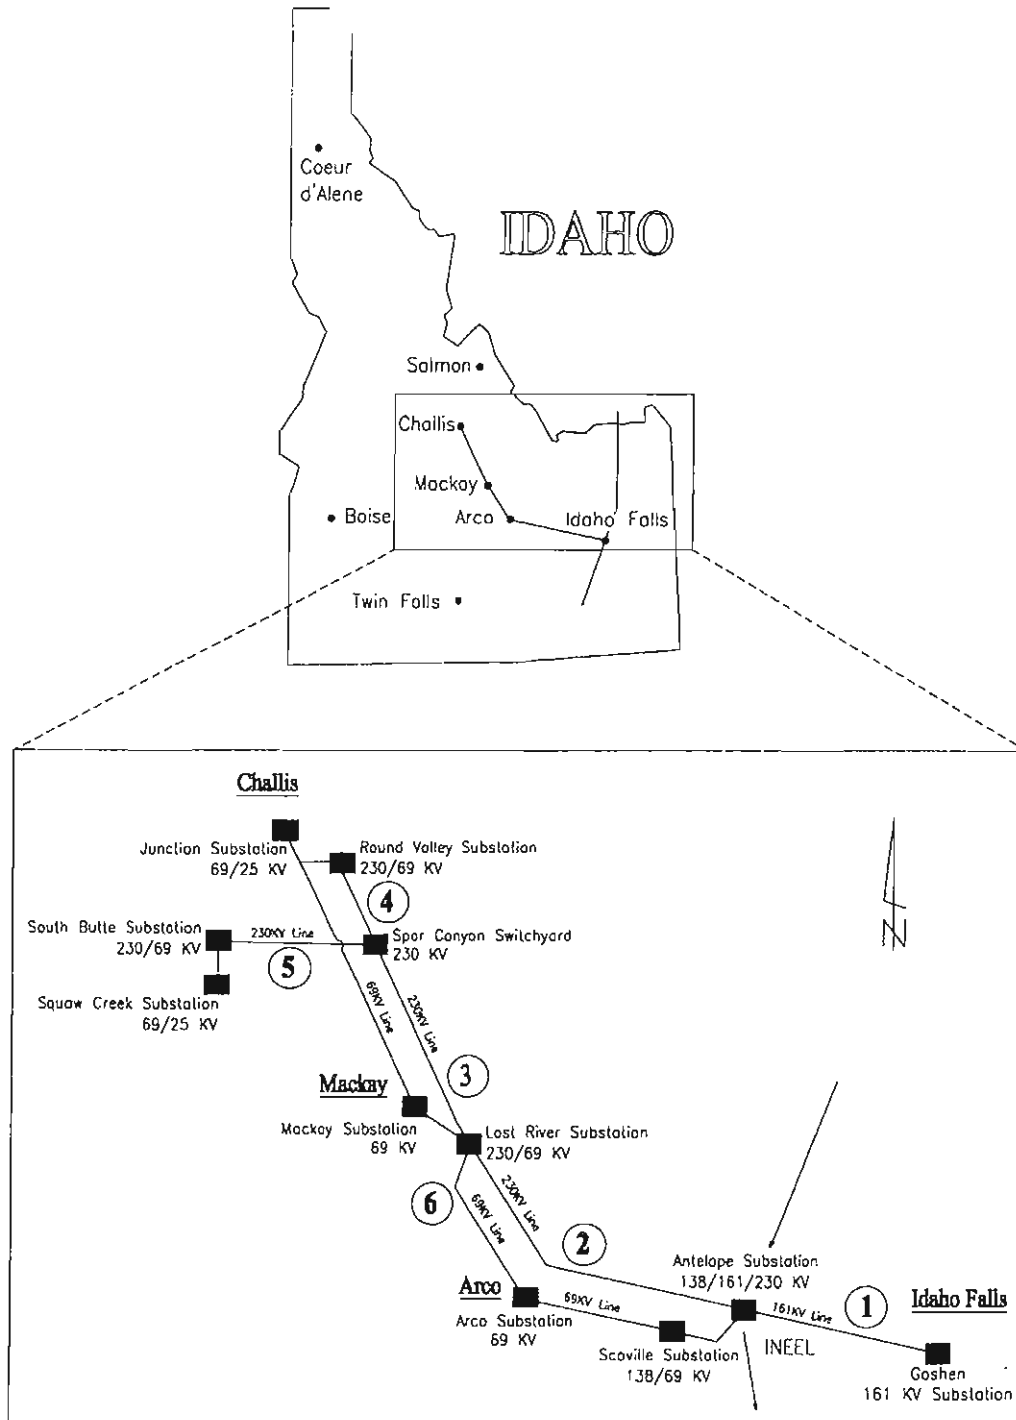 Coeur
d'Alene
IDAHO
Salmon
Challis
Mackay
Arco
Idaho Falls
Boise
Twin Falls
Challis
Junction Substation
69/25 KV
Round Valley Substation
230/69 KV
4
South Butte Substation
230/69 KV
230KV Line
5
Spar Canyon Switchyard
230 KV
N
Squaw Creek Substation
69/25 KV
69KV Line
230KV Line
3
Mackay
Mackay Substation
69 KV
Lost River Substation
230/69 KV
6
69KV Line
230KV Line
2
Antelope Substation
138/161/230 KV
Arco
Arco Substation
69 KV
69KV Line
161KV Line
1
Idaho Falls
Scoville Substation
138/69 KV
INEEL
Goshen
161 KV Substation